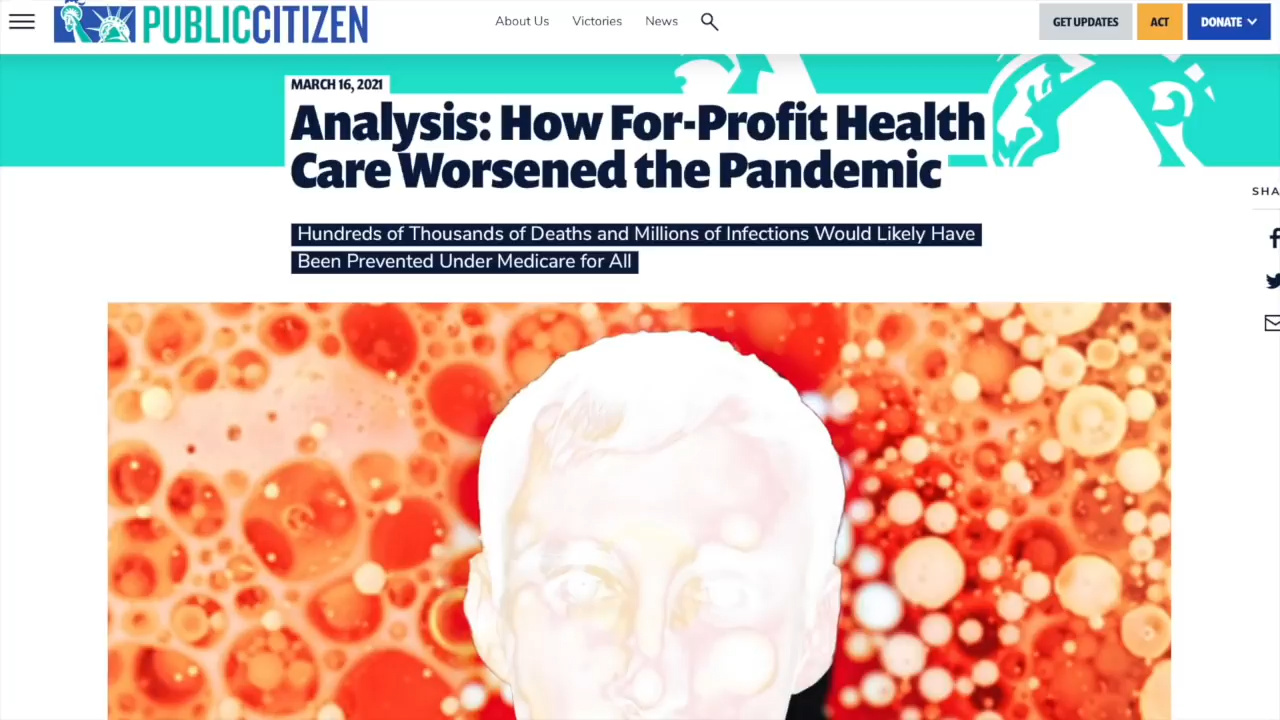 PUBLICCITIZEN
About Us
Victories
News
GET UPDATES
ACT
DONATE
MARCH 16, 2021
Analysis: How For-Profit Health
Care Worsened the Pandemic
SHA
Hundreds of Thousands of Deaths and Millions of Infections Would Likely Have
Been Prevented Under Medicare for All